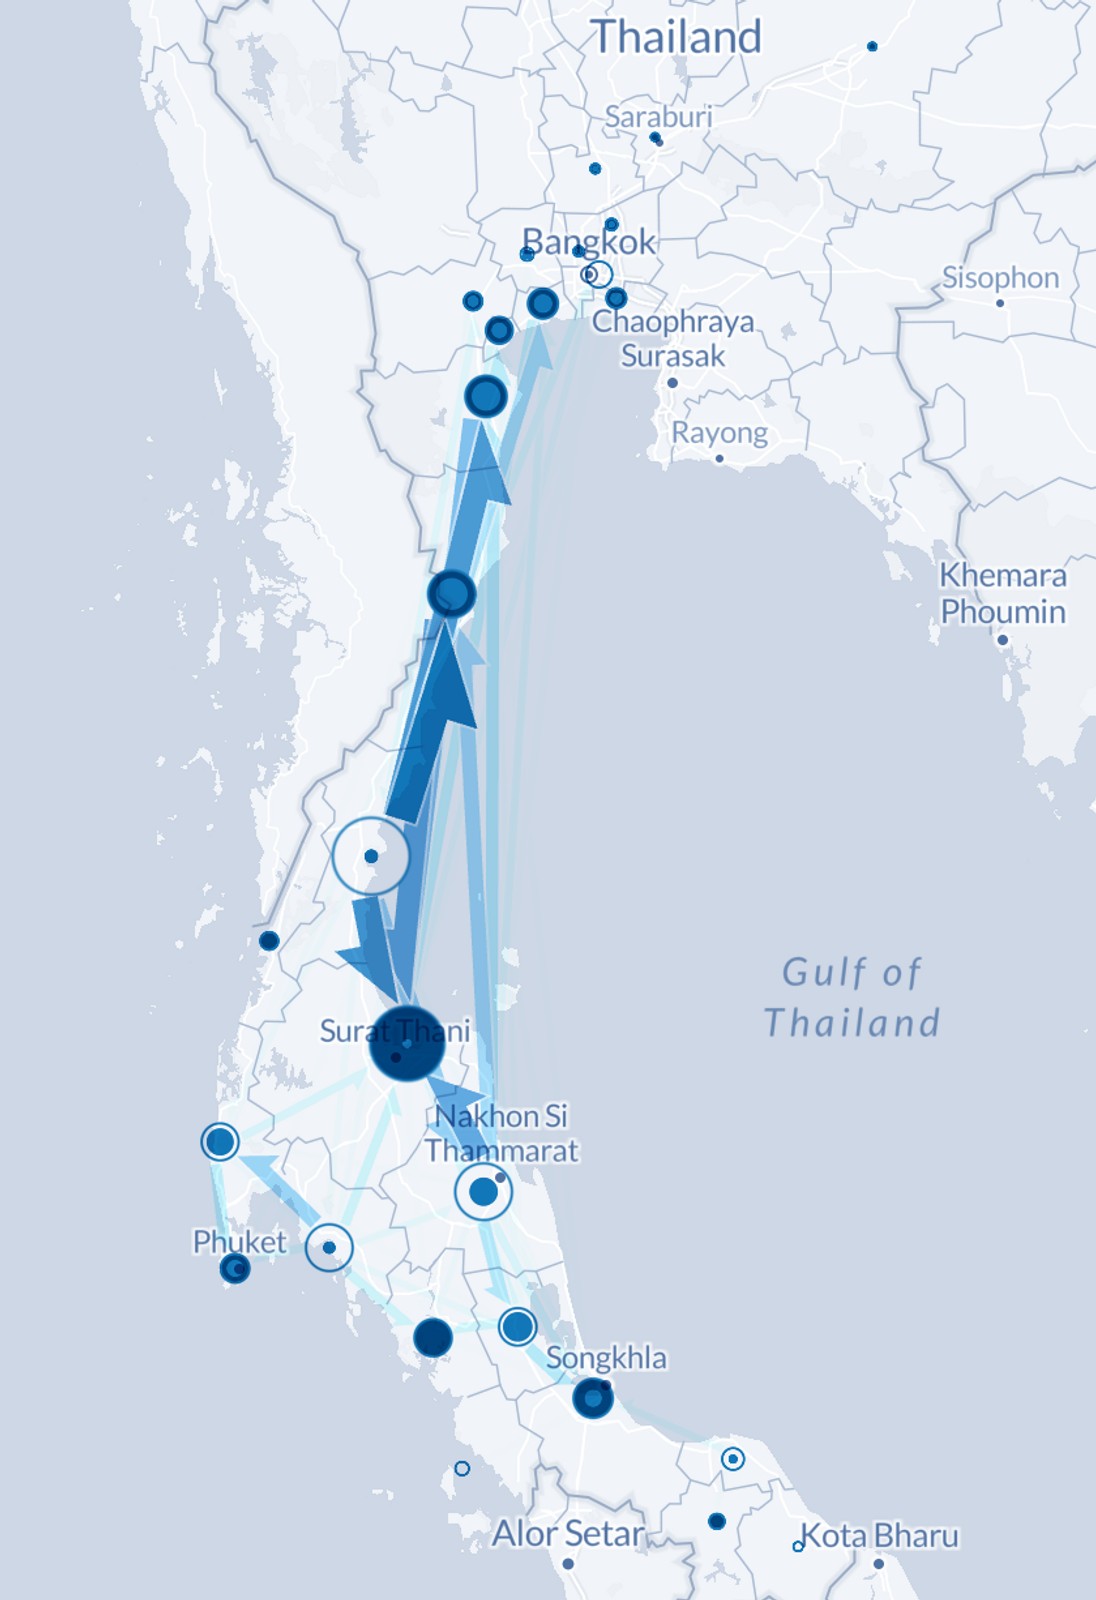 Thailand
Saraburi
Bangkok
Sisophon
Chaophraya
Surasak
Rayong
Khemara
Phoumin
Gulf of
Thailand
Surat Thani
Nakhon Si
Thammarat
Phuket
Songkhla
Alor Setar
Kota Bharu